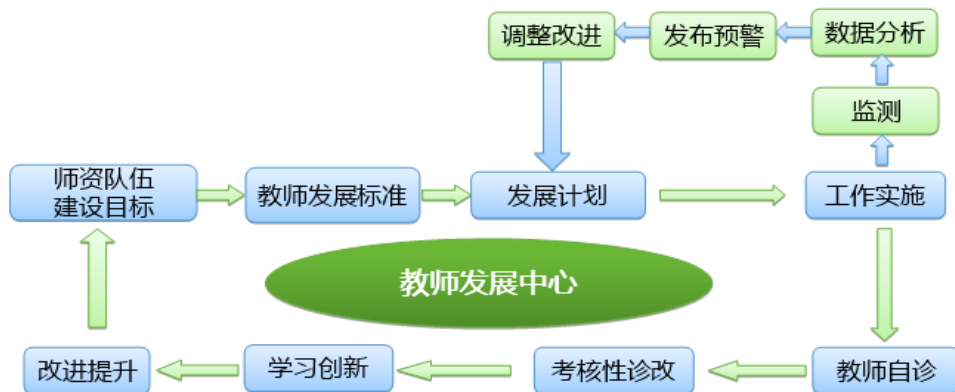 调整改进
发布预警
数据分析
监测
师资队伍
建设目标
教师发展标准
发展计划
工作实施
教师发展中心
改进提升
学习创新
考核性诊改
教师自诊